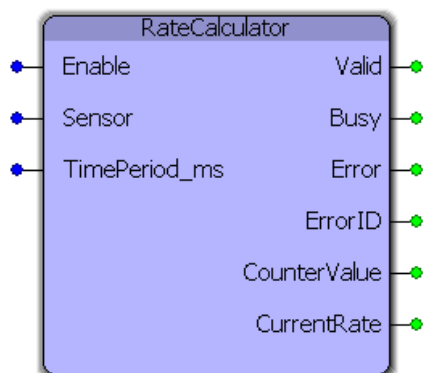 RateCalculator
Enable Valid
Sensor Busy
TimePeriod_ms Error
ErrorID
CounterValue
CurrentRate